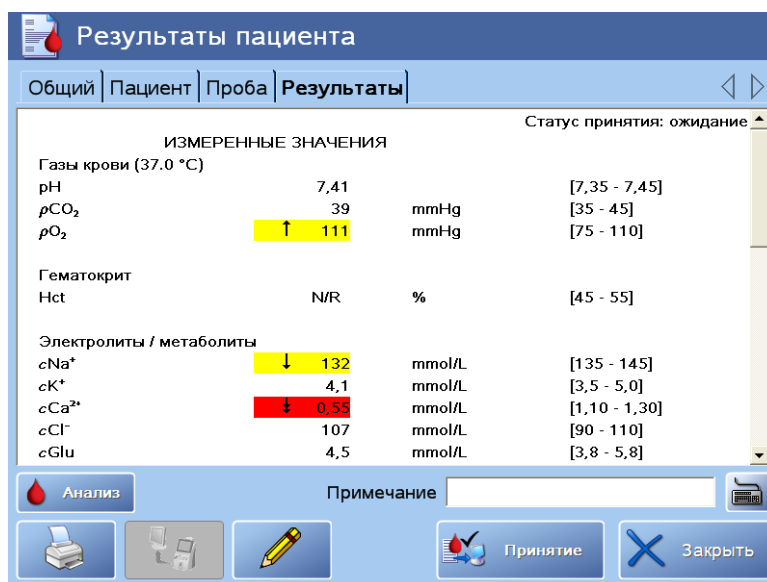 Результаты пациента
Общий Пациент Проба Результаты
Статус принятия: ожидание
ИЗМЕРЕННЫЕ ЗНАЧЕНИЯ
Газы крови (37.0 °C)
pH 7,41 [7,35 - 7,45]
pCO₂ 39 mmHg [35 - 45]
pO₂ ↑ 111 mmHg [75 - 110]
Гематокрит
Hct N/R % [45 - 55]
Электролиты / метаболиты
cNa⁺ ↓ 132 mmol/L [135 - 145]
cK⁺ 4,1 mmol/L [3,5 - 5,0]
cCa²⁺ ↡ 0,55 mmol/L [1,10 - 1,30]
cCl⁻ 107 mmol/L [90 - 110]
cGlu 4,5 mmol/L [3,8 - 5,8]
Анализ Примечание
Принятие Закрыть